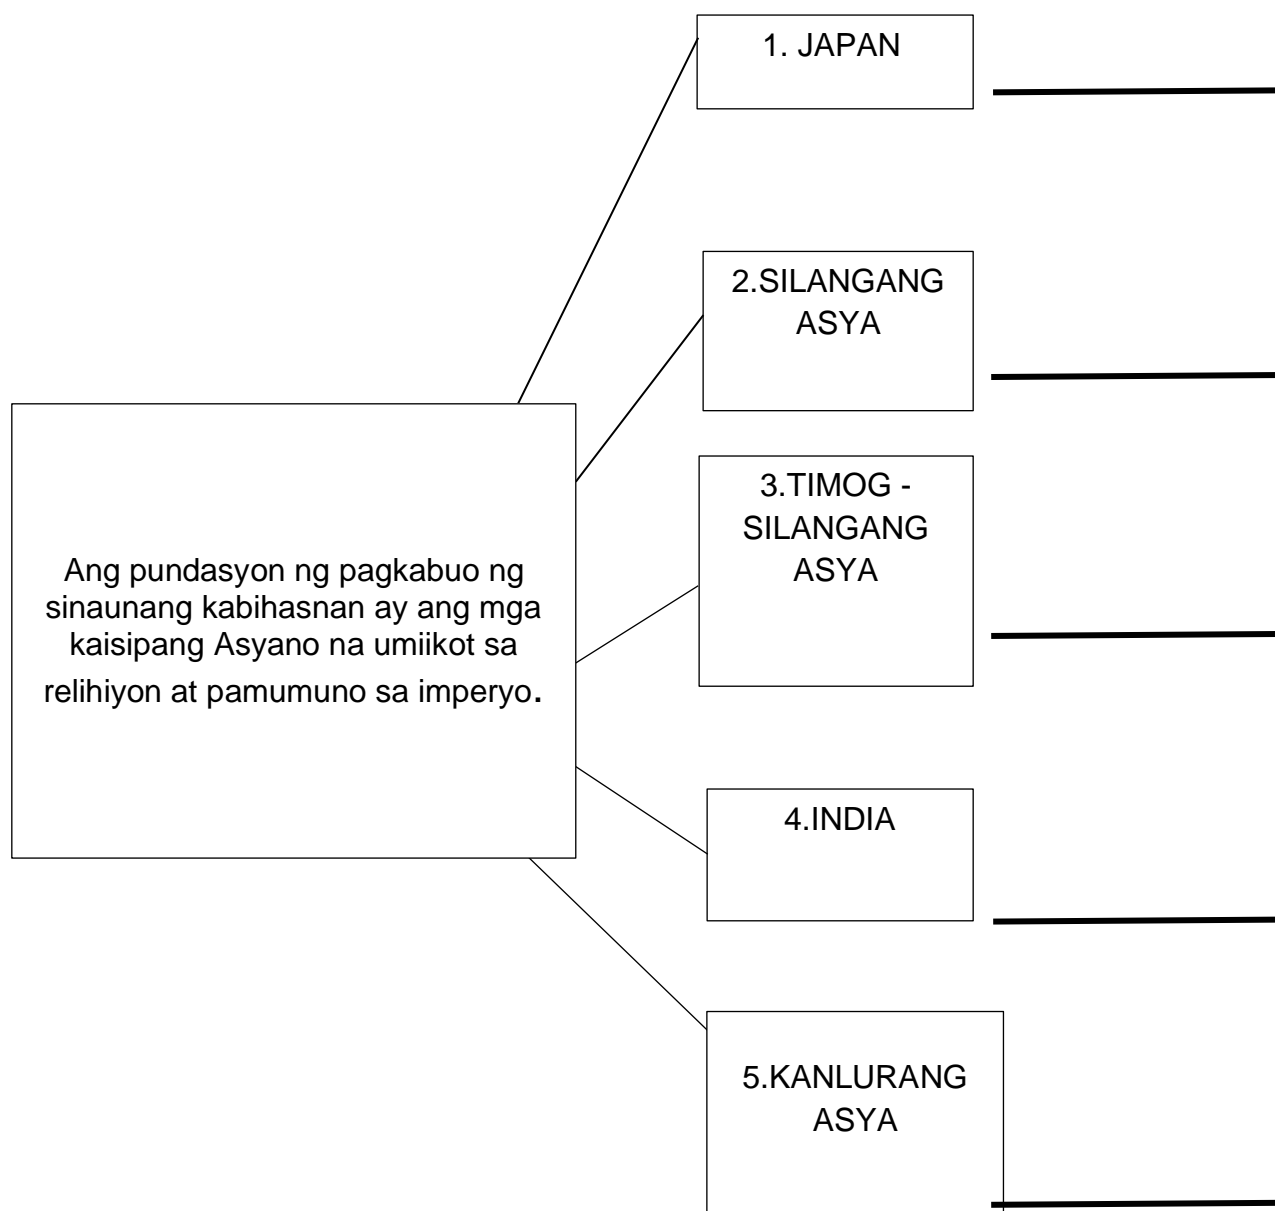 1. JAPAN
2.SILANGANG
ASYA
3.TIMOG -
SILANGANG
ASYA
Ang pundasyon ng pagkabuo ng
sinaunang kabihasnan ay ang mga
kaisipang Asyano na umiikot sa
relihiyon at pamumuno sa imperyo.
4.INDIA
5.KANLURANG
ASYA